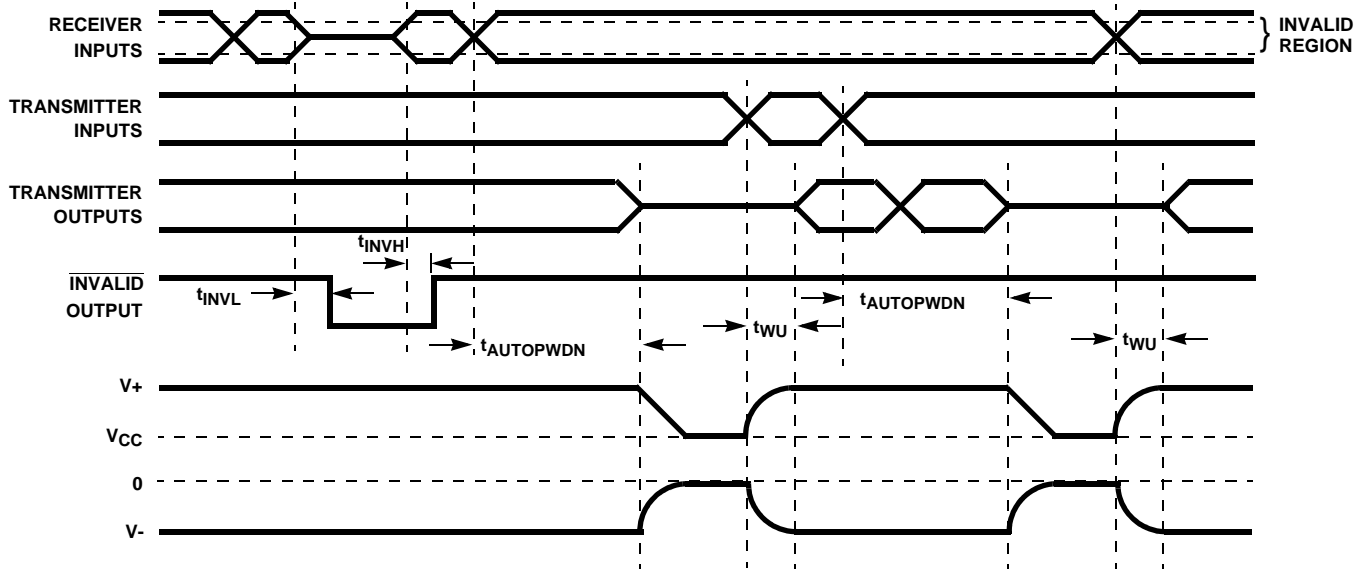 RECEIVER
INPUTS
} INVALID
REGION
TRANSMITTER
INPUTS
TRANSMITTER
OUTPUTS
tINVH
INVALID
OUTPUT
tINVL
tAUTOPWDN
tWU
tAUTOPWDN
tWU
V+
VCC
0
V-